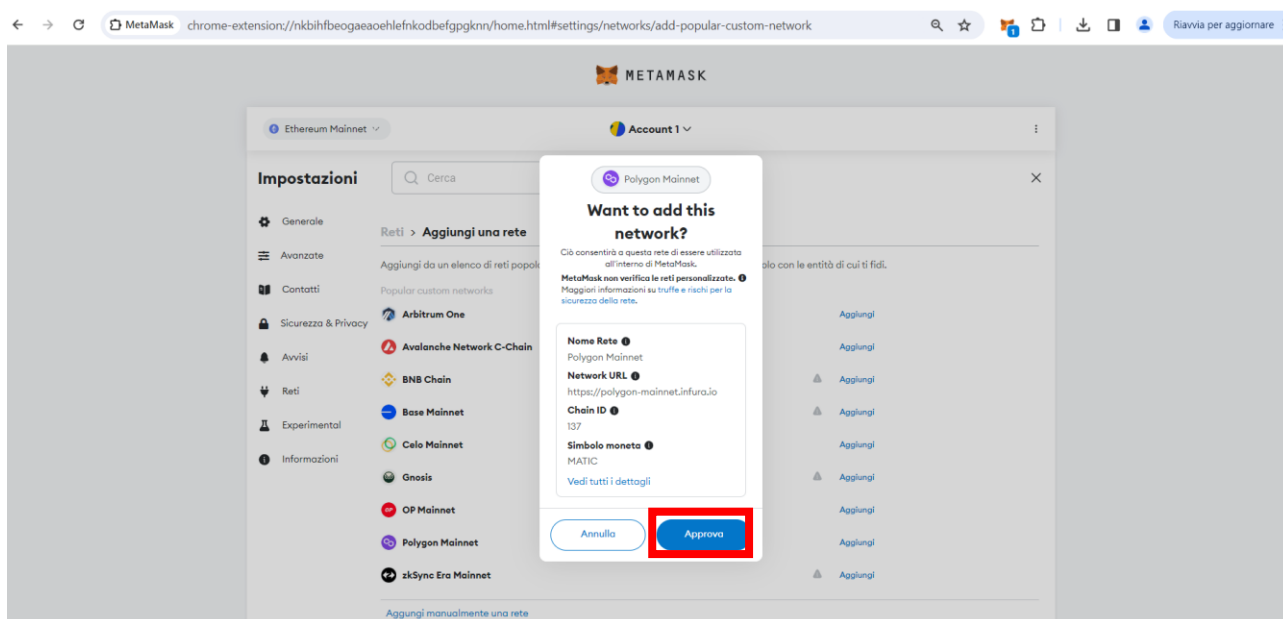 MetaMask
chrome-extension://nkbihfbeogaeaoehlefnkodbefgpgknn/home.html#settings/networks/add-popular-custom-network
1
Riavvia per aggiornare
METAMASK
Ethereum Mainnet
Account 1
Impostazioni
Cerca
Generale
Avanzate
Contatti
Sicurezza & Privacy
Avvisi
Reti
Experimental
Informazioni
Reti > Aggiungi una rete
Aggiungi da un elenco di reti popol
olo con le entità di cui ti fidi.
Popular custom networks
Arbitrum One
Aggiungi
Avalanche Network C-Chain
Aggiungi
BNB Chain
Aggiungi
Base Mainnet
Aggiungi
Celo Mainnet
Aggiungi
Gnosis
Aggiungi
OP Mainnet
Aggiungi
Polygon Mainnet
Aggiungi
zkSync Era Mainnet
Aggiungi
Aggungi manualmente una rete
Polygon Mainnet
Want to add this
network?
Ciò consentirà a questa rete di essere utilizzata
all'interno di MetaMask.
MetaMask non verifica le reti personalizzate.
Maggiori informazioni su truffe e rischi per la
sicurezza della rete.
Nome Rete
Polygon Mainnet
Network URL
https://polygon-mainnet.infura.io
Chain ID
137
Simbolo moneta
MATIC
Vedi tutti i dettagli
Annulla
Approva